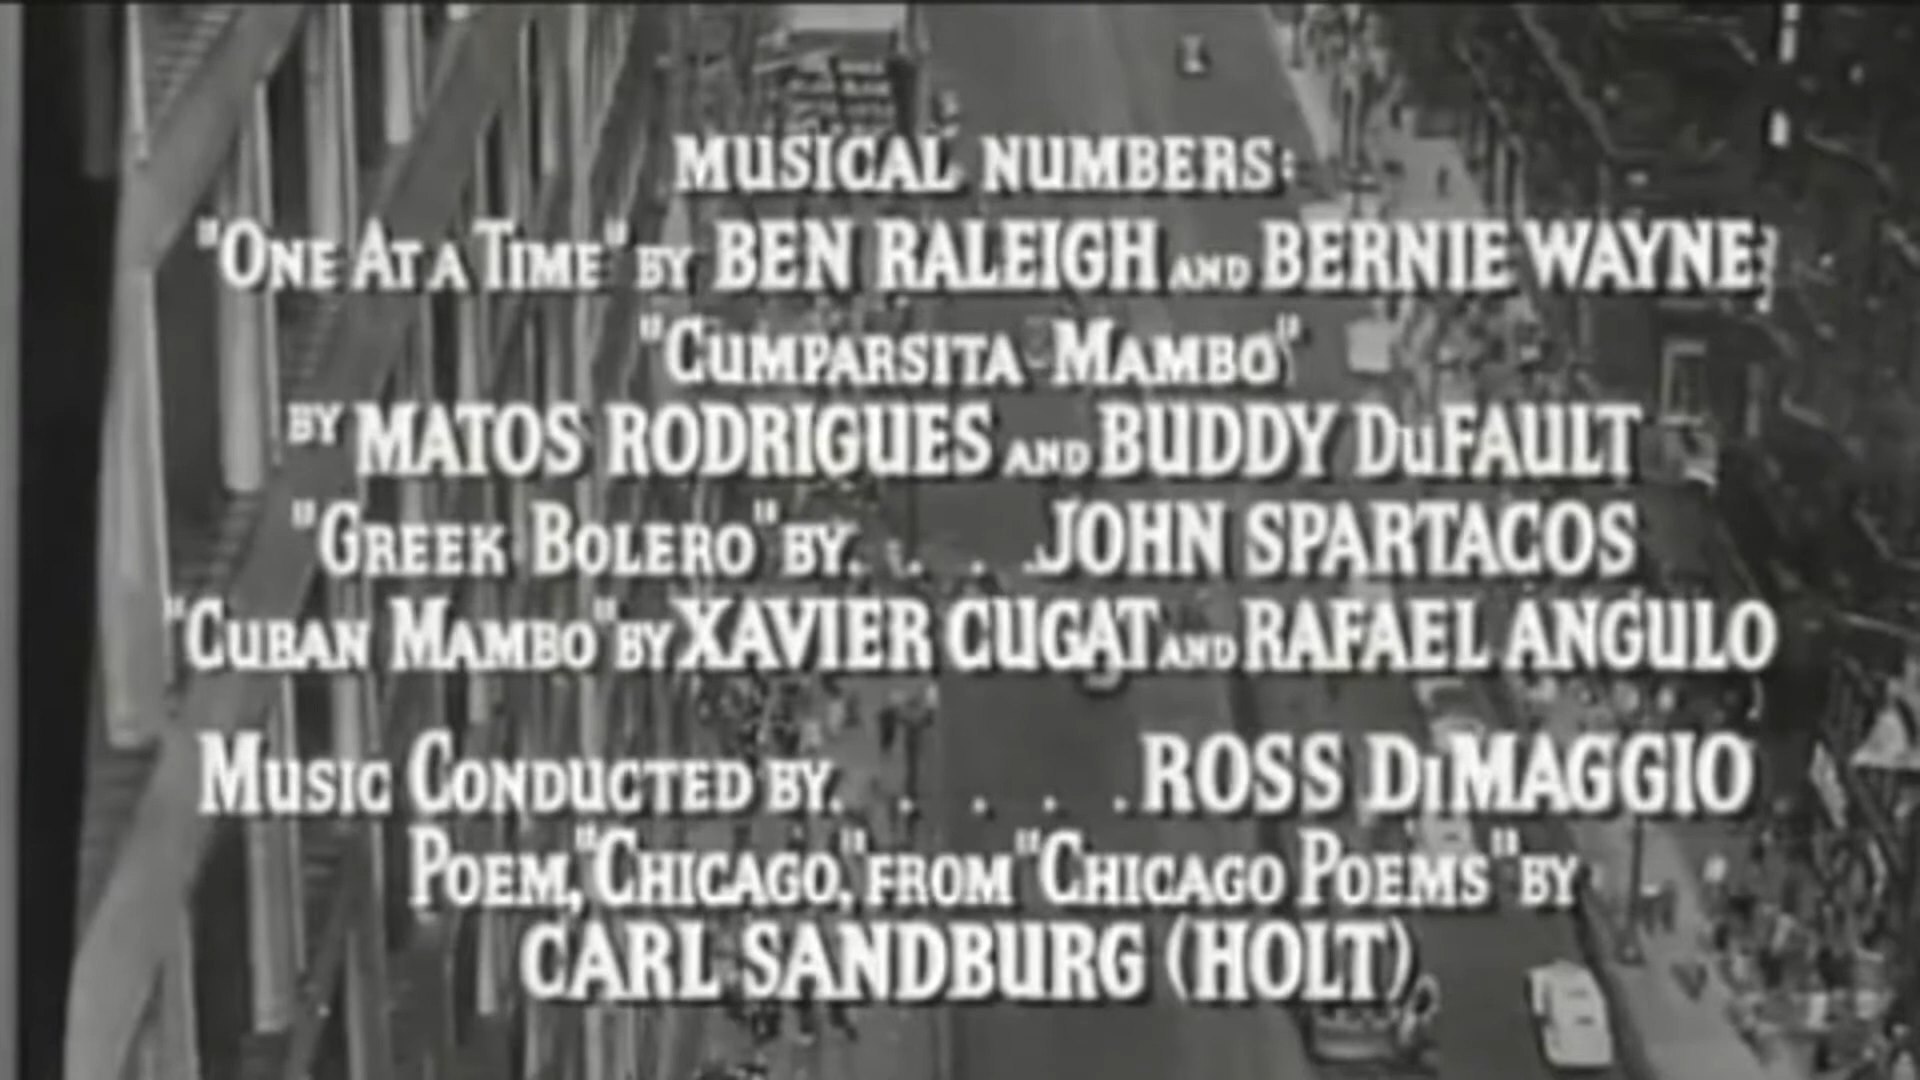 MUSICAL NUMBERS:
"ONE AT A TIME" BY BEN RALEIGH AND BERNIE WAYNE;
"CUMPARSITA MAMBO"
BY MATOS RODRIGUES AND BUDDY DuFAULT
"GREEK BOLERO" BY. . . . .JOHN SPARTACOS
"CUBAN MAMBO" BY XAVIER CUGAT AND RAFAEL ANGULO
MUSIC CONDUCTED BY. . . . .ROSS DiMAGGIO
POEM, "CHICAGO," FROM "CHICAGO POEMS" BY
CARL SANDBURG (HOLT)